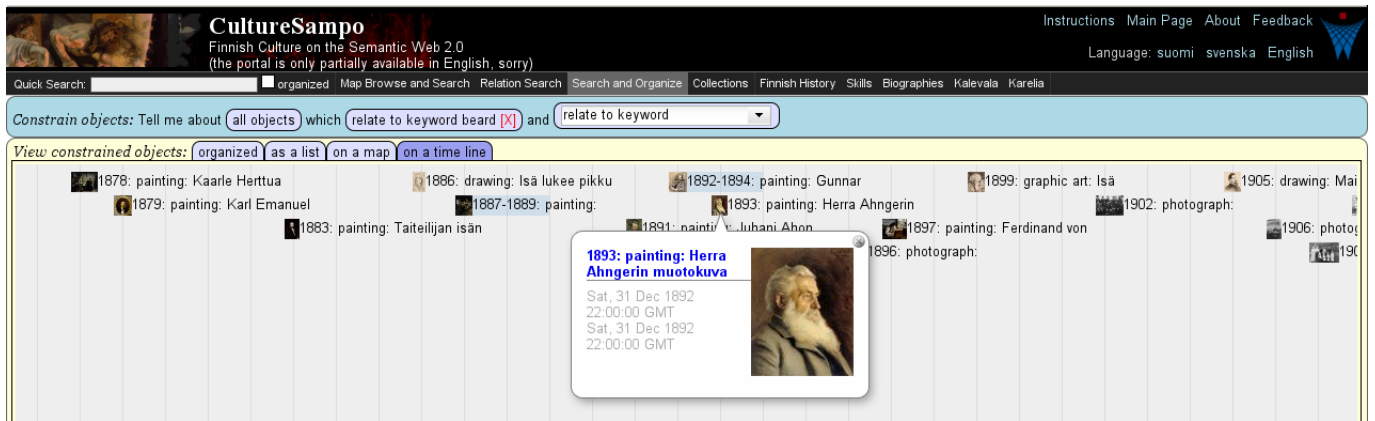 CultureSampo
Finnish Culture on the Semantic Web 2.0
(the portal is only partially available in English, sorry)
Instructions Main Page About Feedback
Language: suomi svenska English
Quick Search: organized Map Browse and Search Relation Search Search and Organize Collections Finnish History Skills Biographies Kalevala Karelia
Constrain objects: Tell me about all objects which relate to keyword beard [X] and relate to keyword
View constrained objects: organized as a list on a map on a time line
1878: painting: Kaarle Herttua 1886: drawing: Isä lukee pikku 1892-1894: painting: Gunnar 1899: graphic art: Isä 1905: drawing: Mai
1879: painting: Karl Emanuel 1887-1889: painting: 1893: painting: Herra Ahngerin 1902: photograph:
1883: painting: Taiteilijan isän 1891: painting: Juhani Ahon 1897: painting: Ferdinand von 1906: photog
1896: photograph: 190
1893: painting: Herra
Ahngerin muotokuva
Sat, 31 Dec 1892
22:00:00 GMT
Sat, 31 Dec 1892
22:00:00 GMT